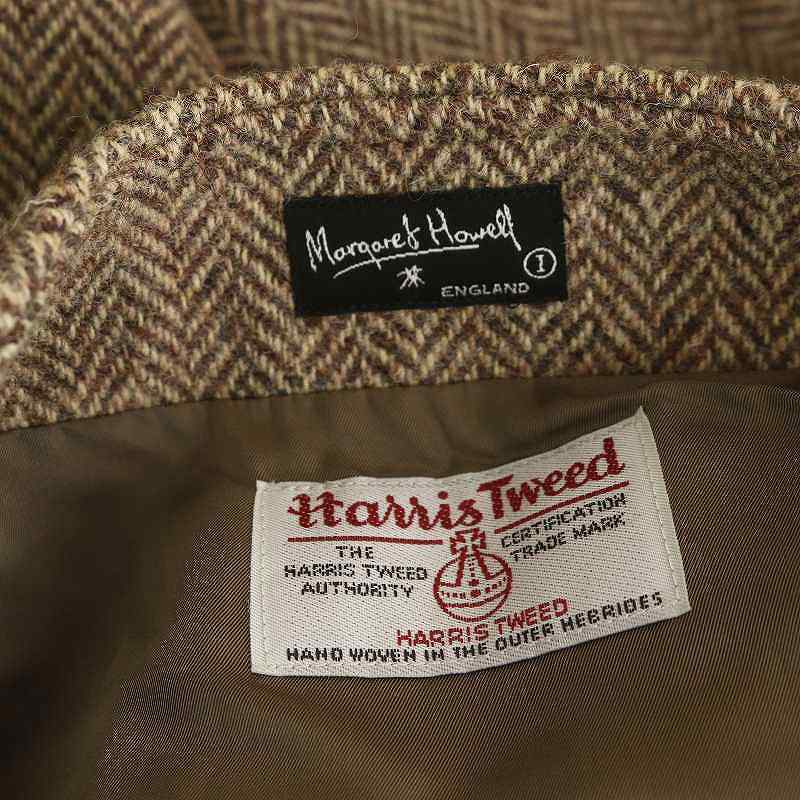 Margaret Howell
I
ENGLAND
Harris Tweed
THE
HARRIS TWEED
AUTHORITY
CERTIFICATION
TRADE MARK
HARRIS TWEED
HAND WOVEN IN THE OUTER HEBRIDES